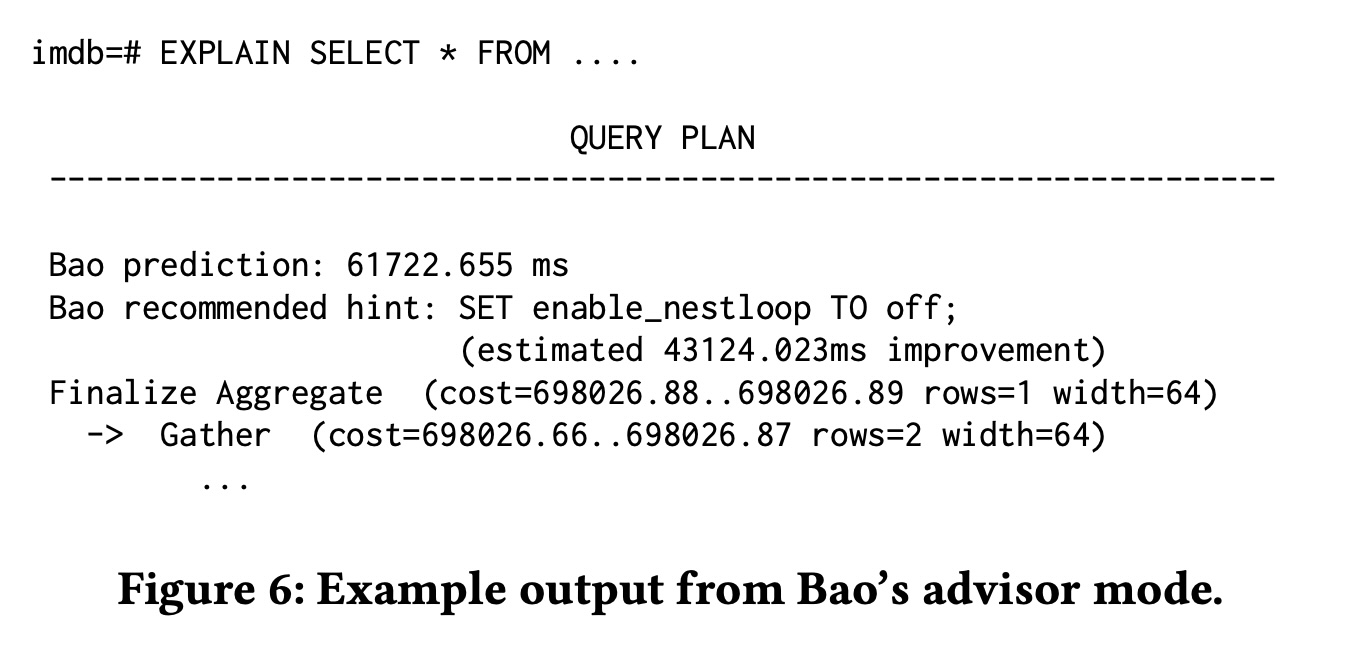 imdb=# EXPLAIN SELECT * FROM ....
QUERY PLAN
------------------------------------------------------------------
Bao prediction: 61722.655 ms
Bao recommended hint: SET enable_nestloop TO off;
(estimated 43124.023ms improvement)
Finalize Aggregate (cost=698026.88..698026.89 rows=1 width=64)
-> Gather (cost=698026.66..698026.87 rows=2 width=64)
...
Figure 6: Example output from Bao’s advisor mode.